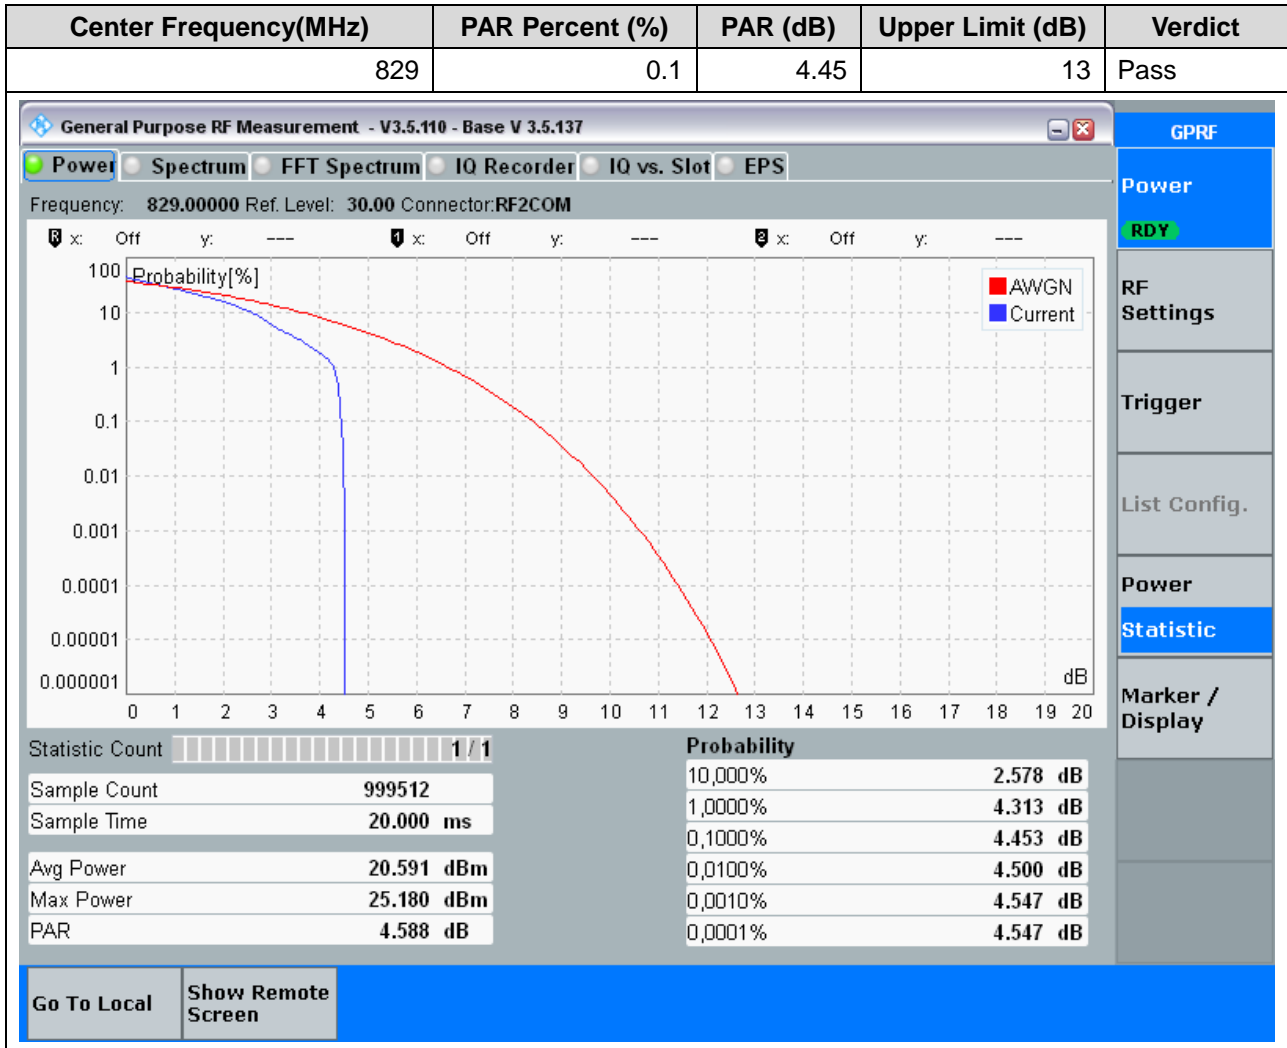 Center Frequency(MHz) PAR Percent (%) PAR (dB) Upper Limit (dB) Verdict
829 0.1 4.45 13 Pass
General Purpose RF Measurement - V3.5.110 - Base V 3.5.137
GPRF
Power Spectrum FFT Spectrum IQ Recorder IQ vs. Slot EPS
Frequency: 829.00000 Ref. Level: 30.00 Connector:RF2COM
R x: Off y: --- 1 x: Off y: --- 2 x: Off y: ---
Probability[%]
AWGN
Current
100
10
1
0.1
0.01
0.001
0.0001
0.00001
0.000001
dB
0 1 2 3 4 5 6 7 8 9 10 11 12 13 14 15 16 17 18 19 20
Statistic Count 1 / 1
Sample Count 999512
Sample Time 20.000 ms
Avg Power 20.591 dBm
Max Power 25.180 dBm
PAR 4.588 dB
Probability
10,000% 2.578 dB
1,0000% 4.313 dB
0,1000% 4.453 dB
0,0100% 4.500 dB
0,0010% 4.547 dB
0,0001% 4.547 dB
Power
RDY
RF
Settings
Trigger
List Config.
Power
Statistic
Marker /
Display
Go To Local
Show Remote
Screen